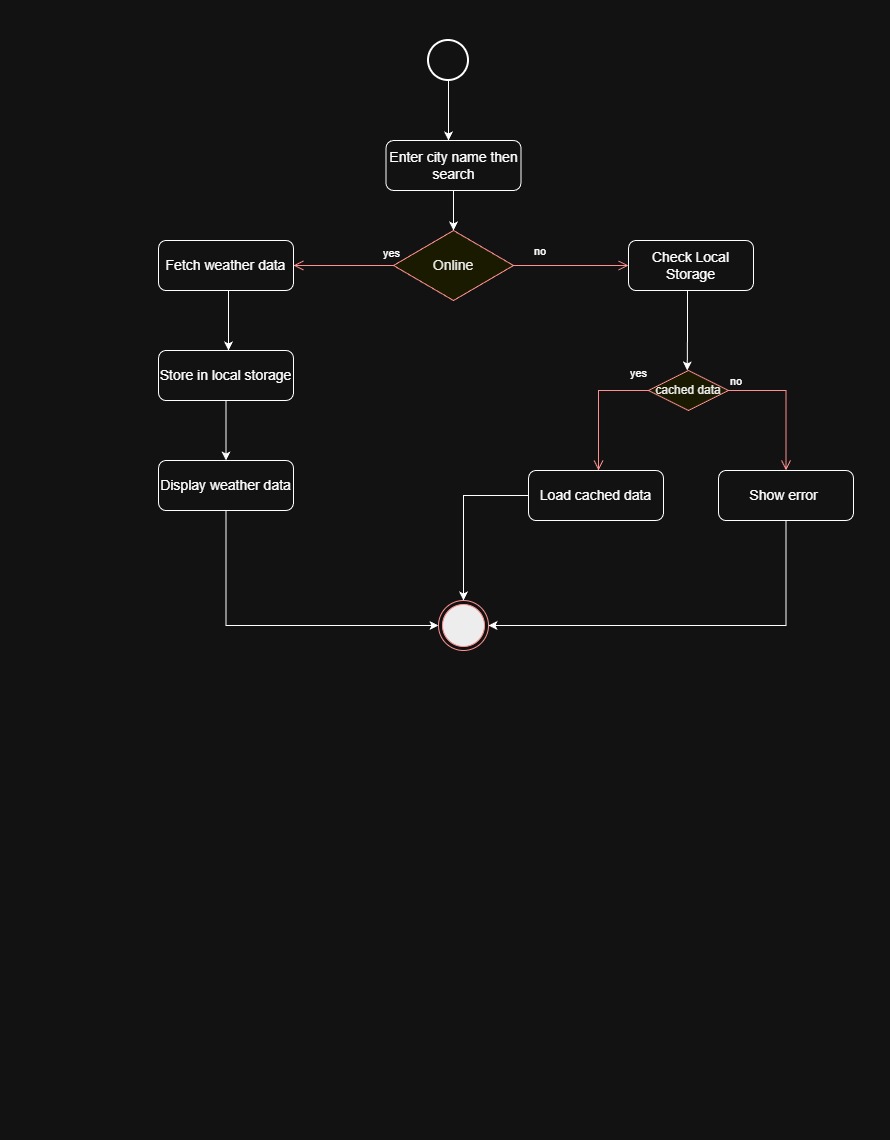 Enter city name then
search
yes
no
Fetch weather data
Online
Check Local
Storage
Store in local storage
yes
no
cached data
Display weather data
Load cached data
Show error